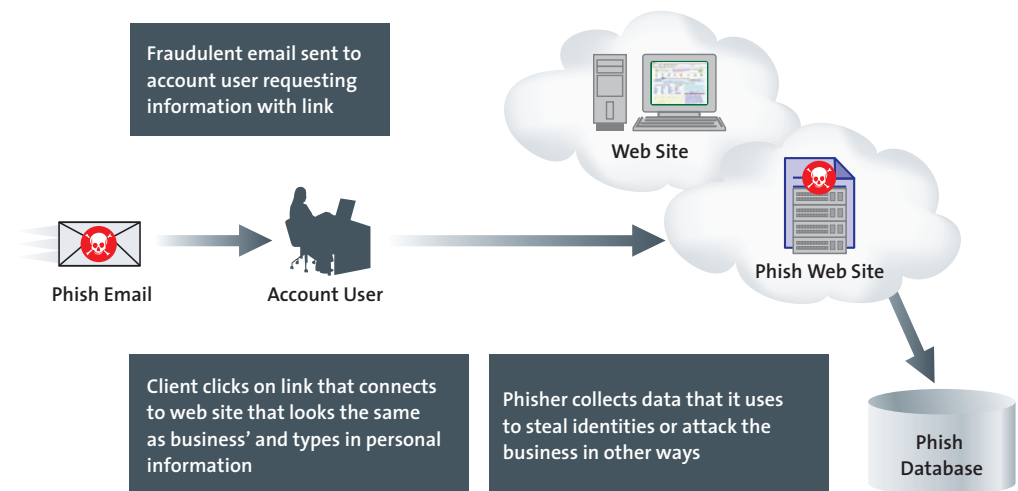 Fraudulent email sent to
account user requesting
information with link
Web Site
Phish Web Site
Phish Email
Account User
Client clicks on link that connects
to web site that looks the same
as business’ and types in personal
information
Phisher collects data that it uses
to steal identities or attack the
business in other ways
Phish
Database